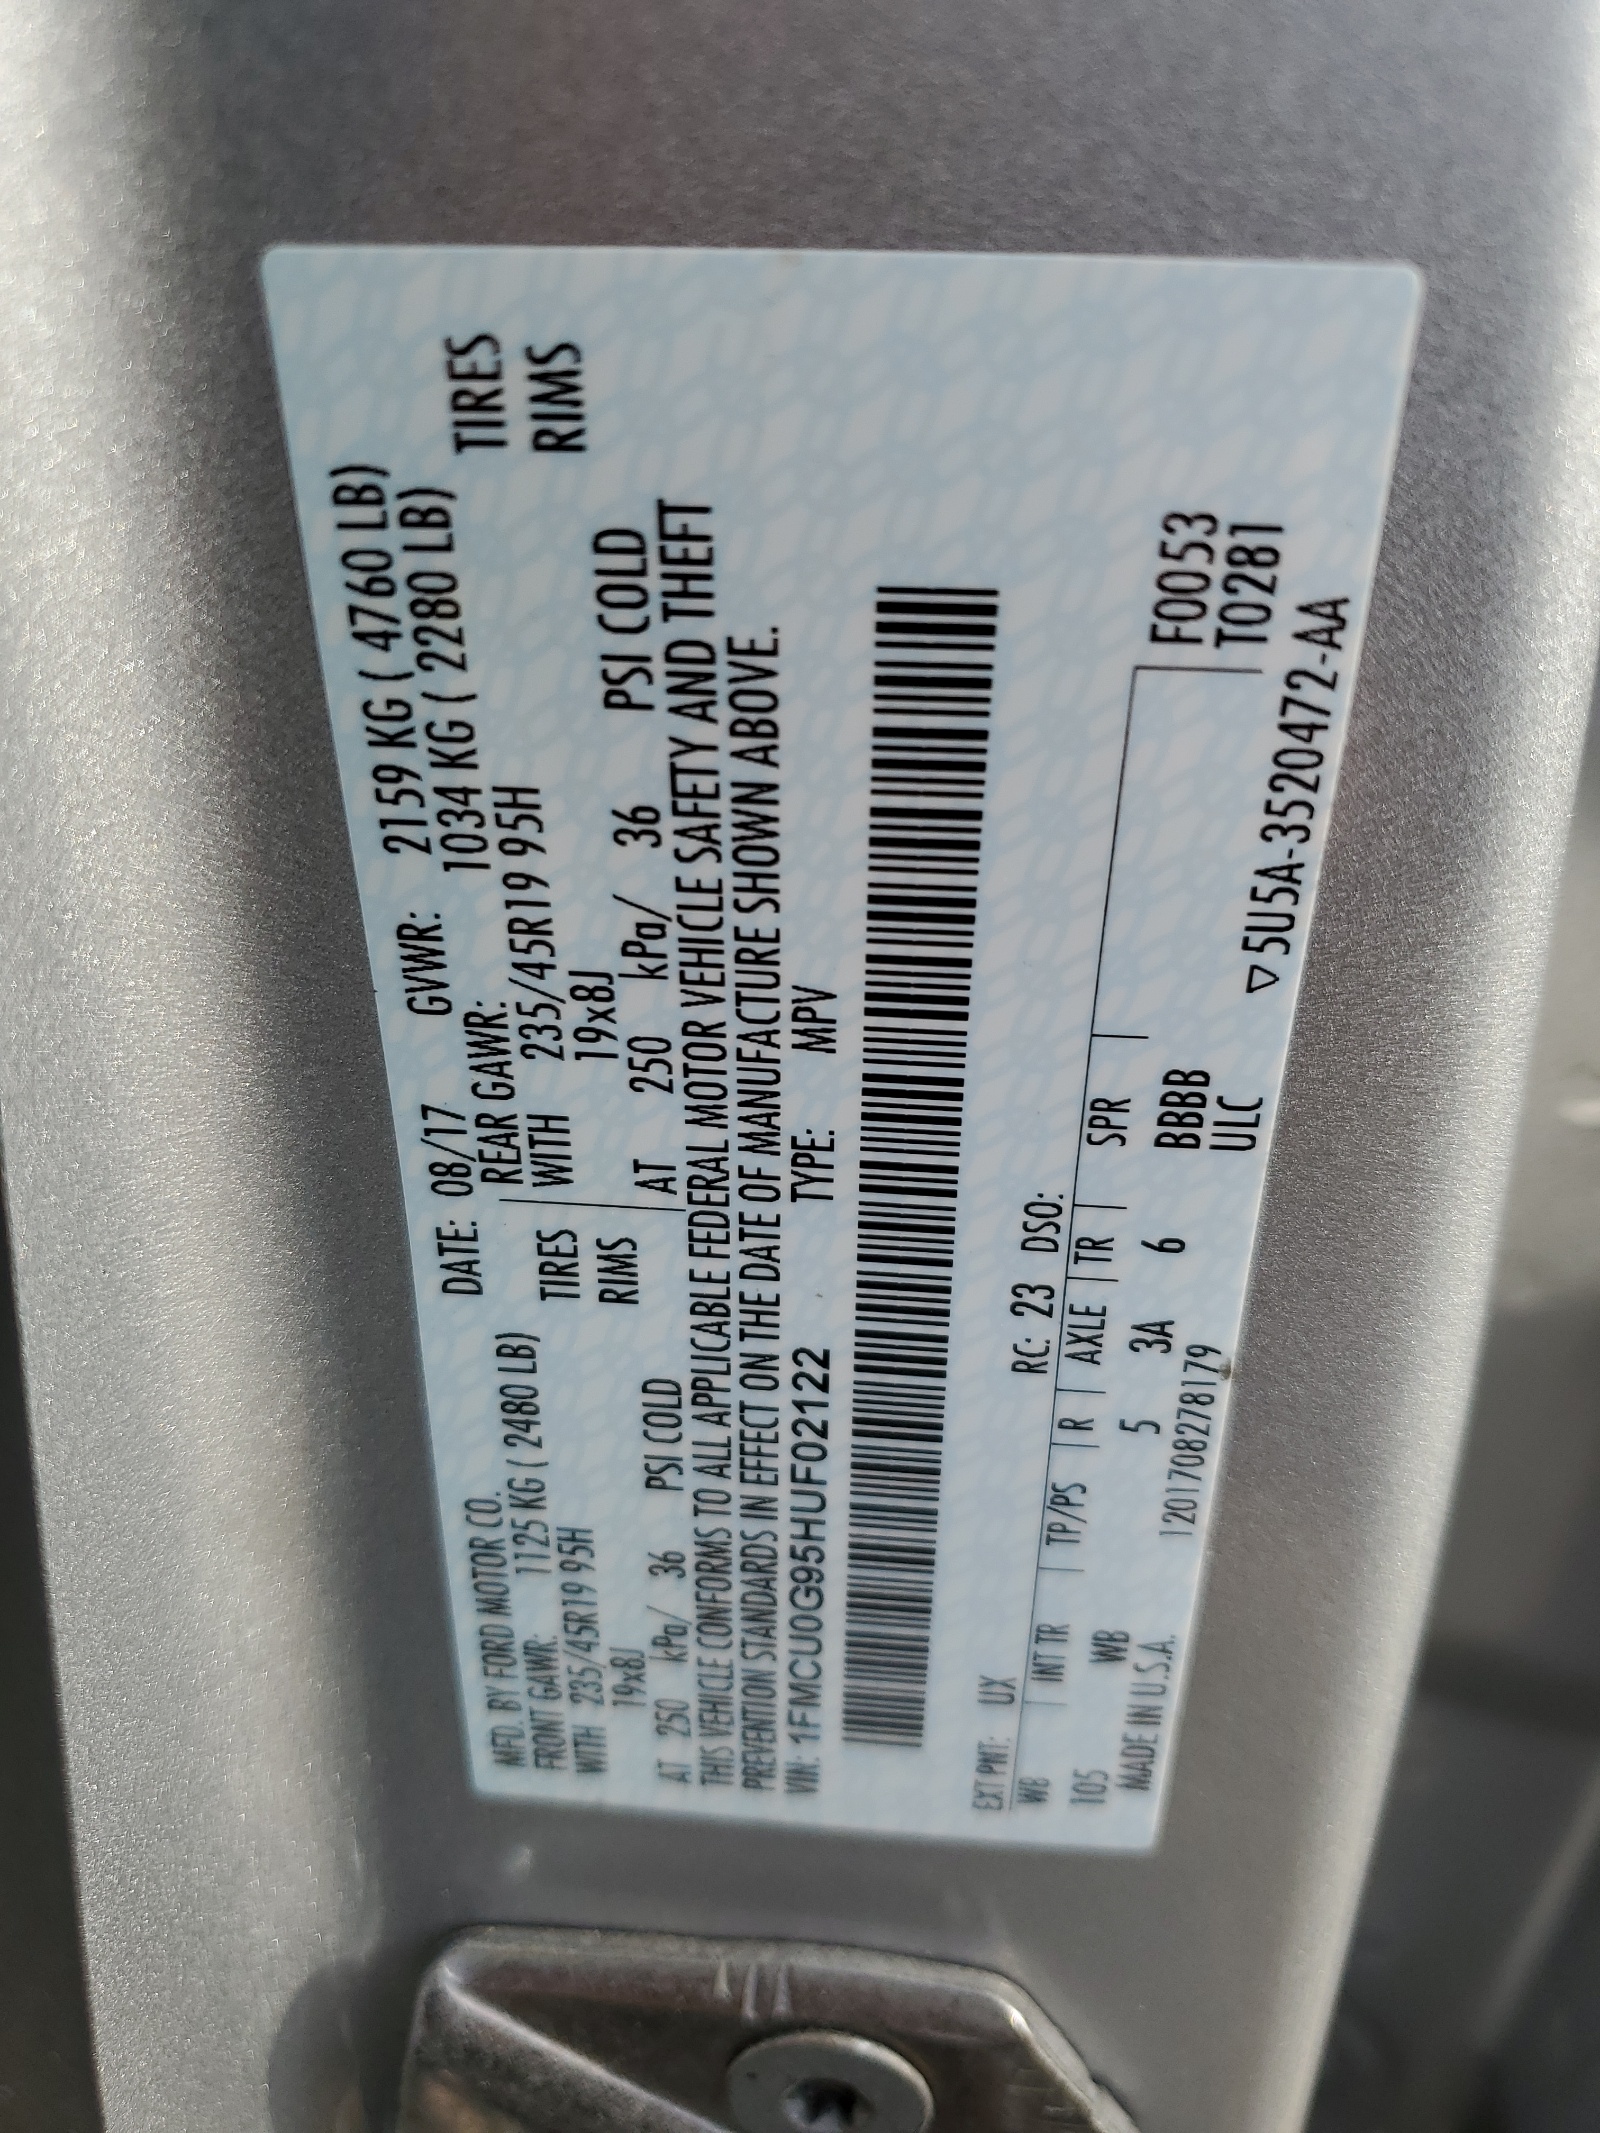 MFD. BY FORD MOTOR CO. DATE: 08/17 GVWR: 2159 KG ( 4760 LB)
FRONT GAWR: 1125 KG ( 2480 LB) REAR GAWR: 1034 KG ( 2280 LB)
WITH 235/45R19 95H TIRES WITH 235/45R19 95H TIRES
19x8J RIMS 19x8J RIMS
AT 250 kPa/ 36 PSI COLD AT 250 kPa/ 36 PSI COLD
THIS VEHICLE CONFORMS TO ALL APPLICABLE FEDERAL MOTOR VEHICLE SAFETY AND THEFT
PREVENTION STANDARDS IN EFFECT ON THE DATE OF MANUFACTURE SHOWN ABOVE.
VIN: 1FMCU0G95HUF02122 TYPE: MPV
EXT PNT: UX RC: 23 DSO:
WB INT TR TP/PS R AXLE TR SPR F0053
105 WB 5 3A 6 BBBB T0281
MADE IN U.S.A. 1201708278179 ULC
▽5U5A-3520472-AA